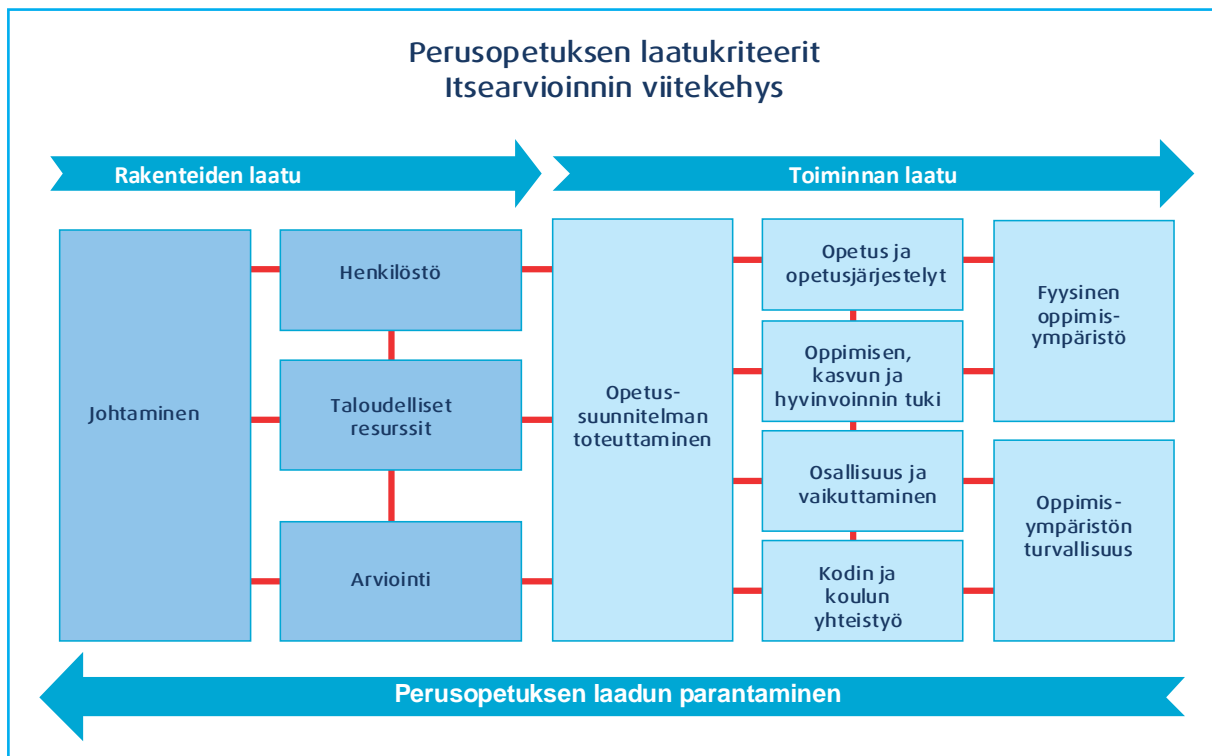 Perusopetuksen laatukriteerit
Itsearvioinnin viitekehys
Rakenteiden laatu
Toiminnan laatu
Johtaminen
Henkilöstö
Taloudelliset
resurssit
Arviointi
Opetus-
suunnitelman
toteuttaminen
Opetus ja
opetusjärjestelyt
Oppimisen,
kasvun ja
hyvinvoinnin tuki
Osallisuus ja
vaikuttaminen
Kodin ja
koulun
yhteistyö
Fyysinen
oppimis-
ympäristö
Oppimis-
ympäristön
turvallisuus
Perusopetuksen laadun parantaminen